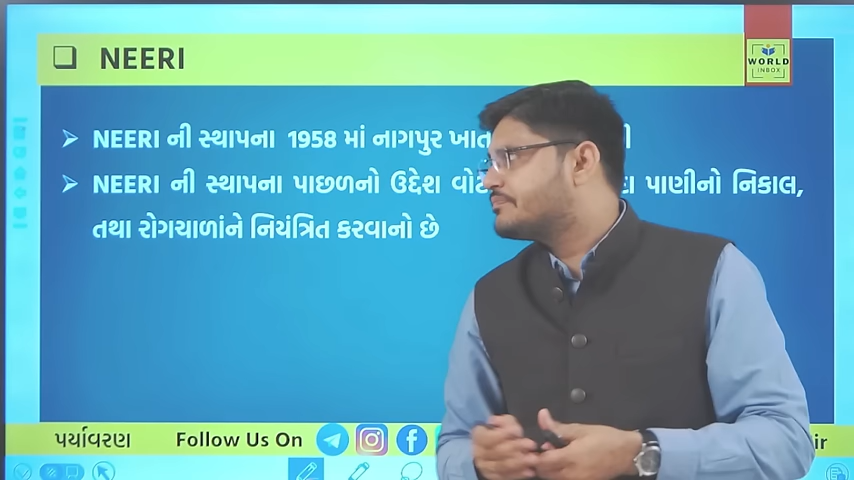 NEERI
WORLD
INBOX
NEERI ની સ્થાપના 1958 માં નાગપુર
NEERI ની સ્થાપના પાછળનો ઉદ્દેશ પાણીનો નિકાલ,
તથા રોગચાળાંને નિયંત્રિત કરવાનો છે
પર્યાવરણ Follow Us On